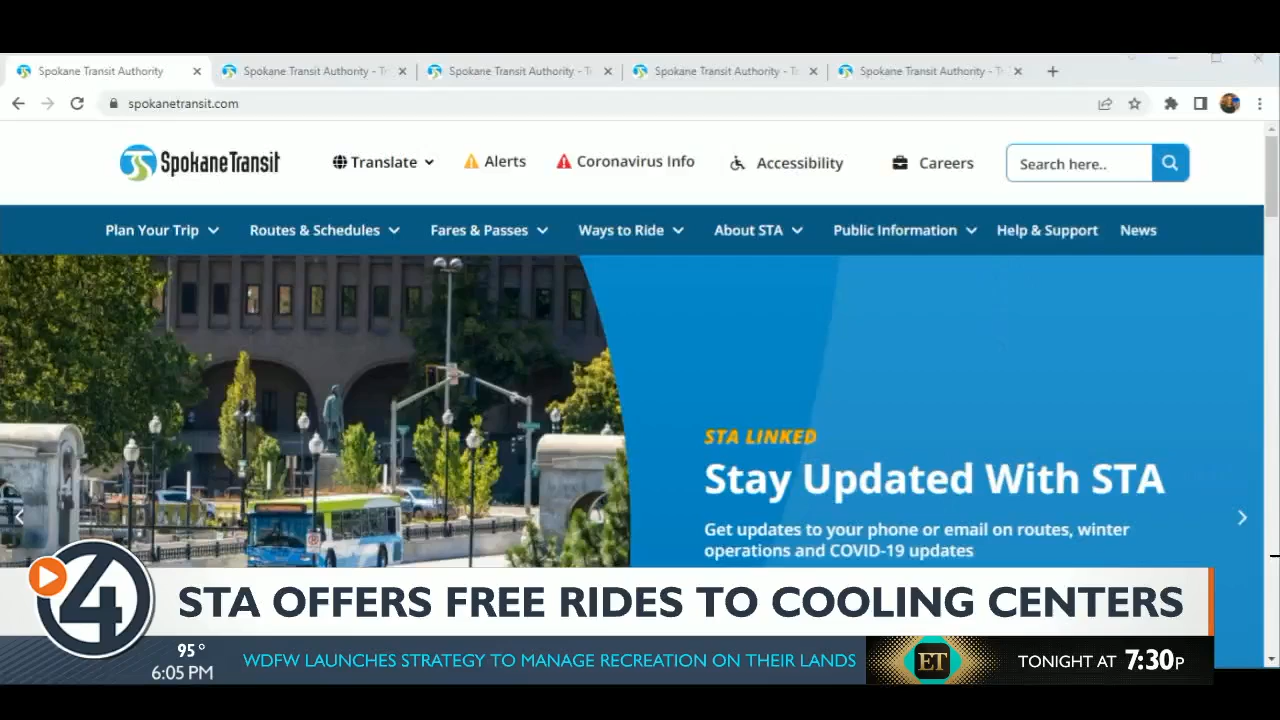 Spokane Transit Authority
Spokane Transit Authority - T
Spokane Transit Authority - T
Spokane Transit Authority - T
Spokane Transit Authority - T
spokanetransit.com
SpokaneTransit
Translate
Alerts
Coronavirus Info
Accessibility
Careers
Search here..
Plan Your Trip
Routes & Schedules
Fares & Passes
Ways to Ride
About STA
Public Information
Help & Support
News
STA LINKED
Stay Updated With STA
Get updates to your phone or email on routes, winter
operations and COVID-19 updates
4
STA OFFERS FREE RIDES TO COOLING CENTERS
95°
6:05 PM
WDFW LAUNCHES STRATEGY TO MANAGE RECREATION ON THEIR LANDS
ET
TONIGHT AT 7:30P